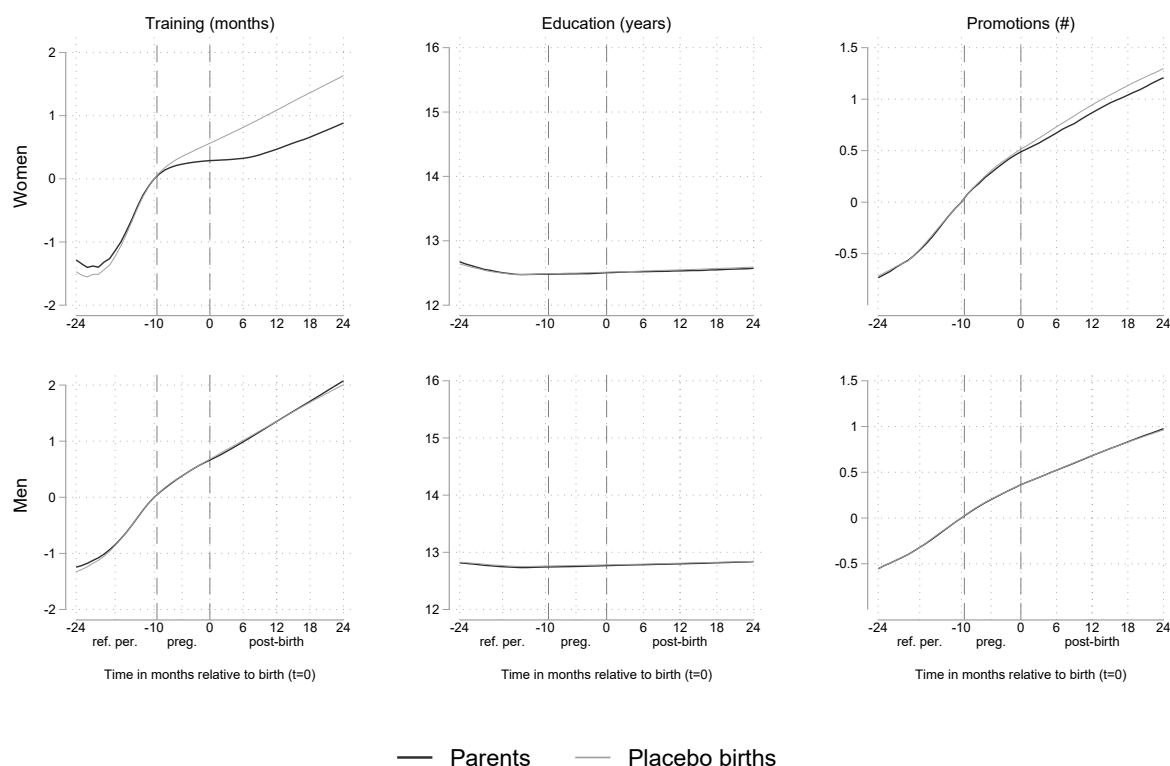 Training (months)
Education (years)
Promotions (#)
Women
2
1
0
-1
-2
-24 -10 0 6 12 18 24
16
15
14
13
12
-24 -10 0 6 12 18 24
1.5
1
0.5
0
-0.5
-24 -10 0 6 12 18 24
Men
2
1
0
-1
-2
-24 -10 0 6 12 18 24
ref. per. preg. post-birth
Time in months relative to birth (t=0)
16
15
14
13
12
-24 -10 0 6 12 18 24
ref. per. preg. post-birth
Time in months relative to birth (t=0)
1.5
1
0.5
0
-0.5
-24 -10 0 6 12 18 24
ref. per. preg. post-birth
Time in months relative to birth (t=0)
Parents Placebo births